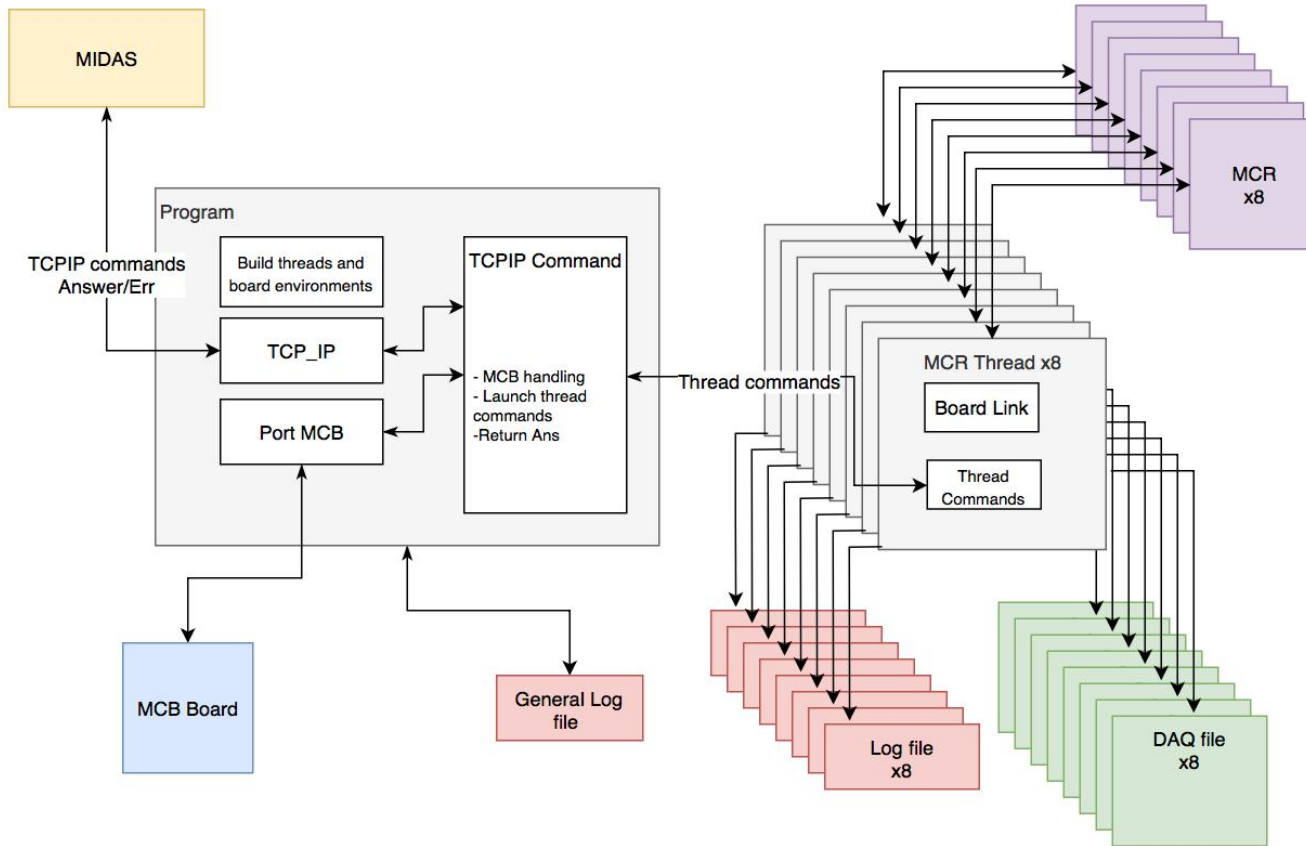 MIDAS
MCR
x8
Program
Build threads and
board environments
TCPIP Command
TCPIP commands
Answer/Err
TCP_IP
- MCB handling
- Launch thread
commands
-Return Ans
Port MCB
Thread commands
MCR Thread x8
Board Link
Thread
Commands
MCB Board
General Log
file
Log file
x8
DAQ file
x8